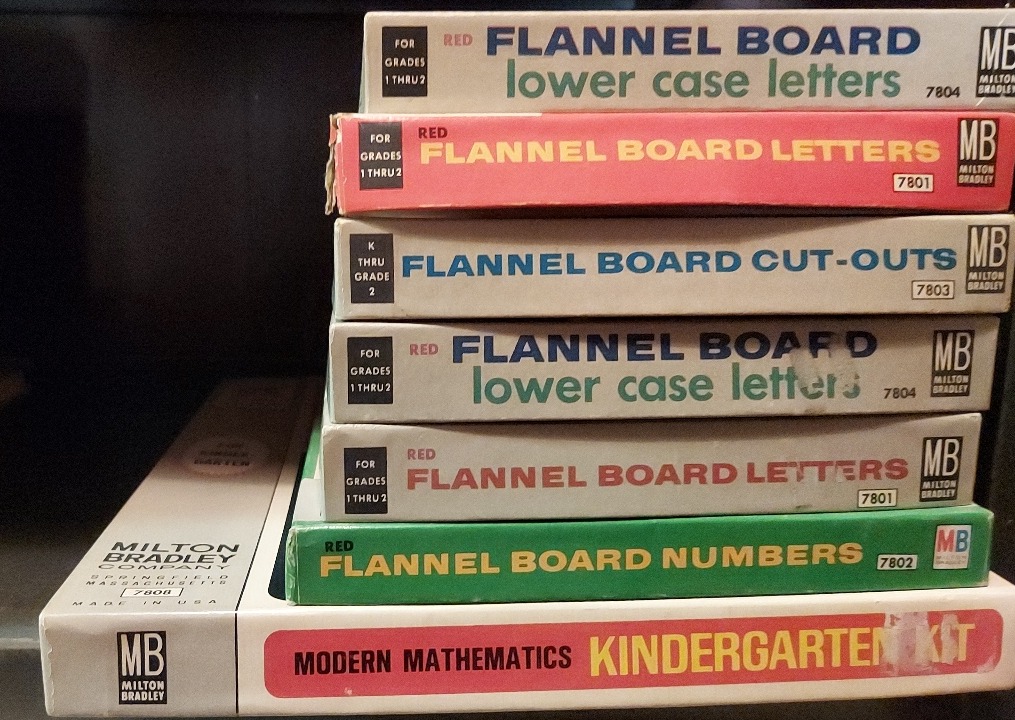 FOR
GRADES
1 THRU 2
RED
FLANNEL BOARD
lower case letters
7804
MB
MILTON
BRADLEY
FOR
GRADES
1 THRU 2
RED
FLANNEL BOARD LETTERS
7801
MB
MILTON
BRADLEY
K
THRU
GRADE
2
FLANNEL BOARD CUT-OUTS
7803
MB
MILTON
BRADLEY
FOR
GRADES
1 THRU 2
RED
FLANNEL BOARD
lower case letters
7804
MB
MILTON
BRADLEY
FOR
GRADES
1 THRU 2
RED
FLANNEL BOARD LETTERS
7801
MB
MILTON
BRADLEY
RED
FLANNEL BOARD NUMBERS
7802
MB
MILTON
BRADLEY
MILTON
BRADLEY
COMPANY
SPRINGFIELD
MASSACHUSETTS
7808
MADE IN USA
MB
MILTON
BRADLEY
MODERN MATHEMATICS KINDERGARTEN KIT